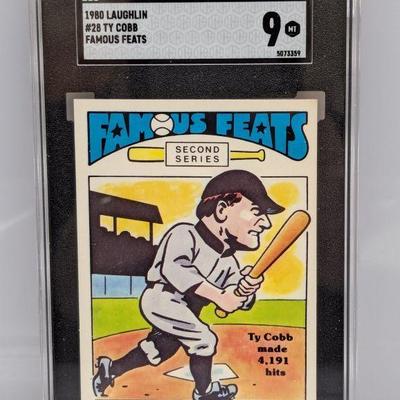 1980 LAUGHLIN
#28 TY COBB
FAMOUS FEATS
9 MT
5073359
FAMOUS FEATS
SECOND
SERIES
Ty Cobb
made
4,191
hits